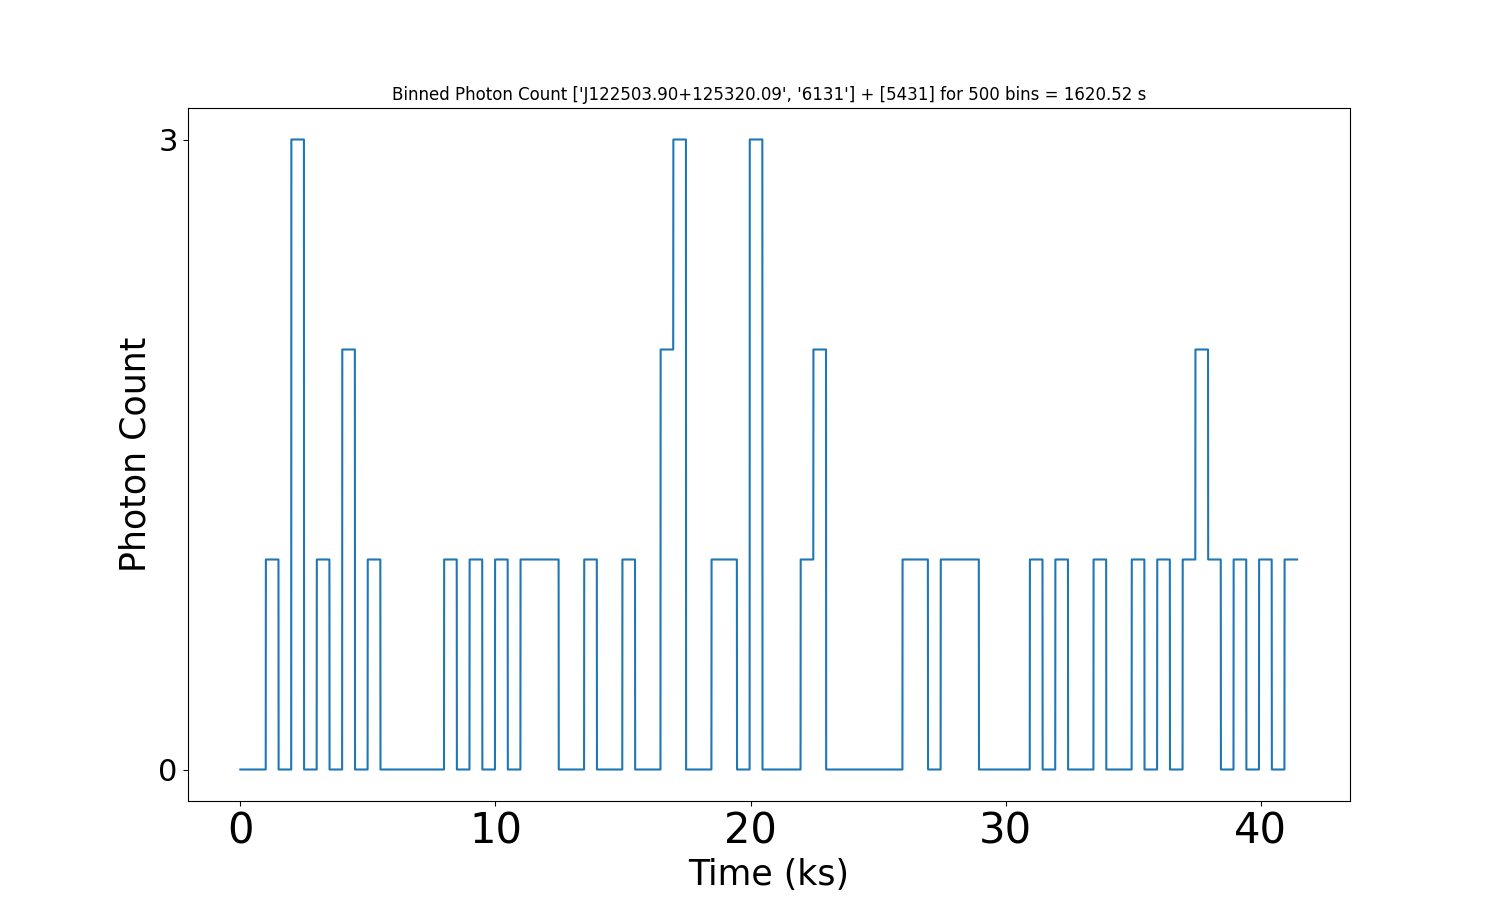 Binned Photon Count ['J122503.90+125320.09', '6131'] + [5431] for 500 bins = 1620.52 s
3
Photon Count
0
0 10 20 30 40
Time (ks)